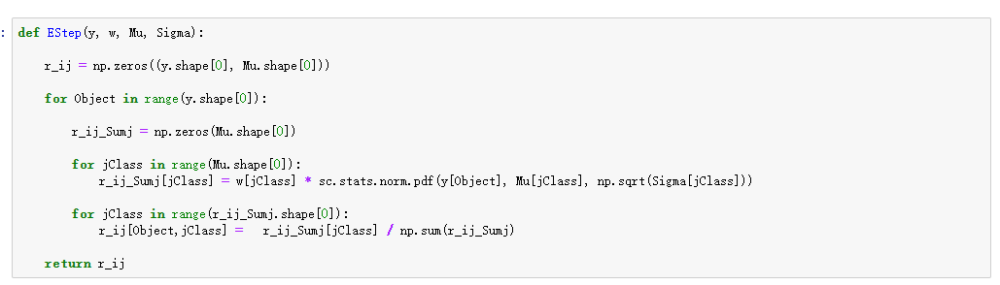 : def EStep(y, w, Mu, Sigma):
r_ij = np.zeros((y.shape[0], Mu.shape[0]))
for Object in range(y.shape[0]):
r_ij_Sumj = np.zeros(Mu.shape[0])
for jClass in range(Mu.shape[0]):
r_ij_Sumj[jClass] = w[jClass] * sc.stats.norm.pdf(y[Object], Mu[jClass], np.sqrt(Sigma[jClass]))
for jClass in range(r_ij_Sumj.shape[0]):
r_ij[Object,jClass] =   r_ij_Sumj[jClass] / np.sum(r_ij_Sumj)
return r_ij